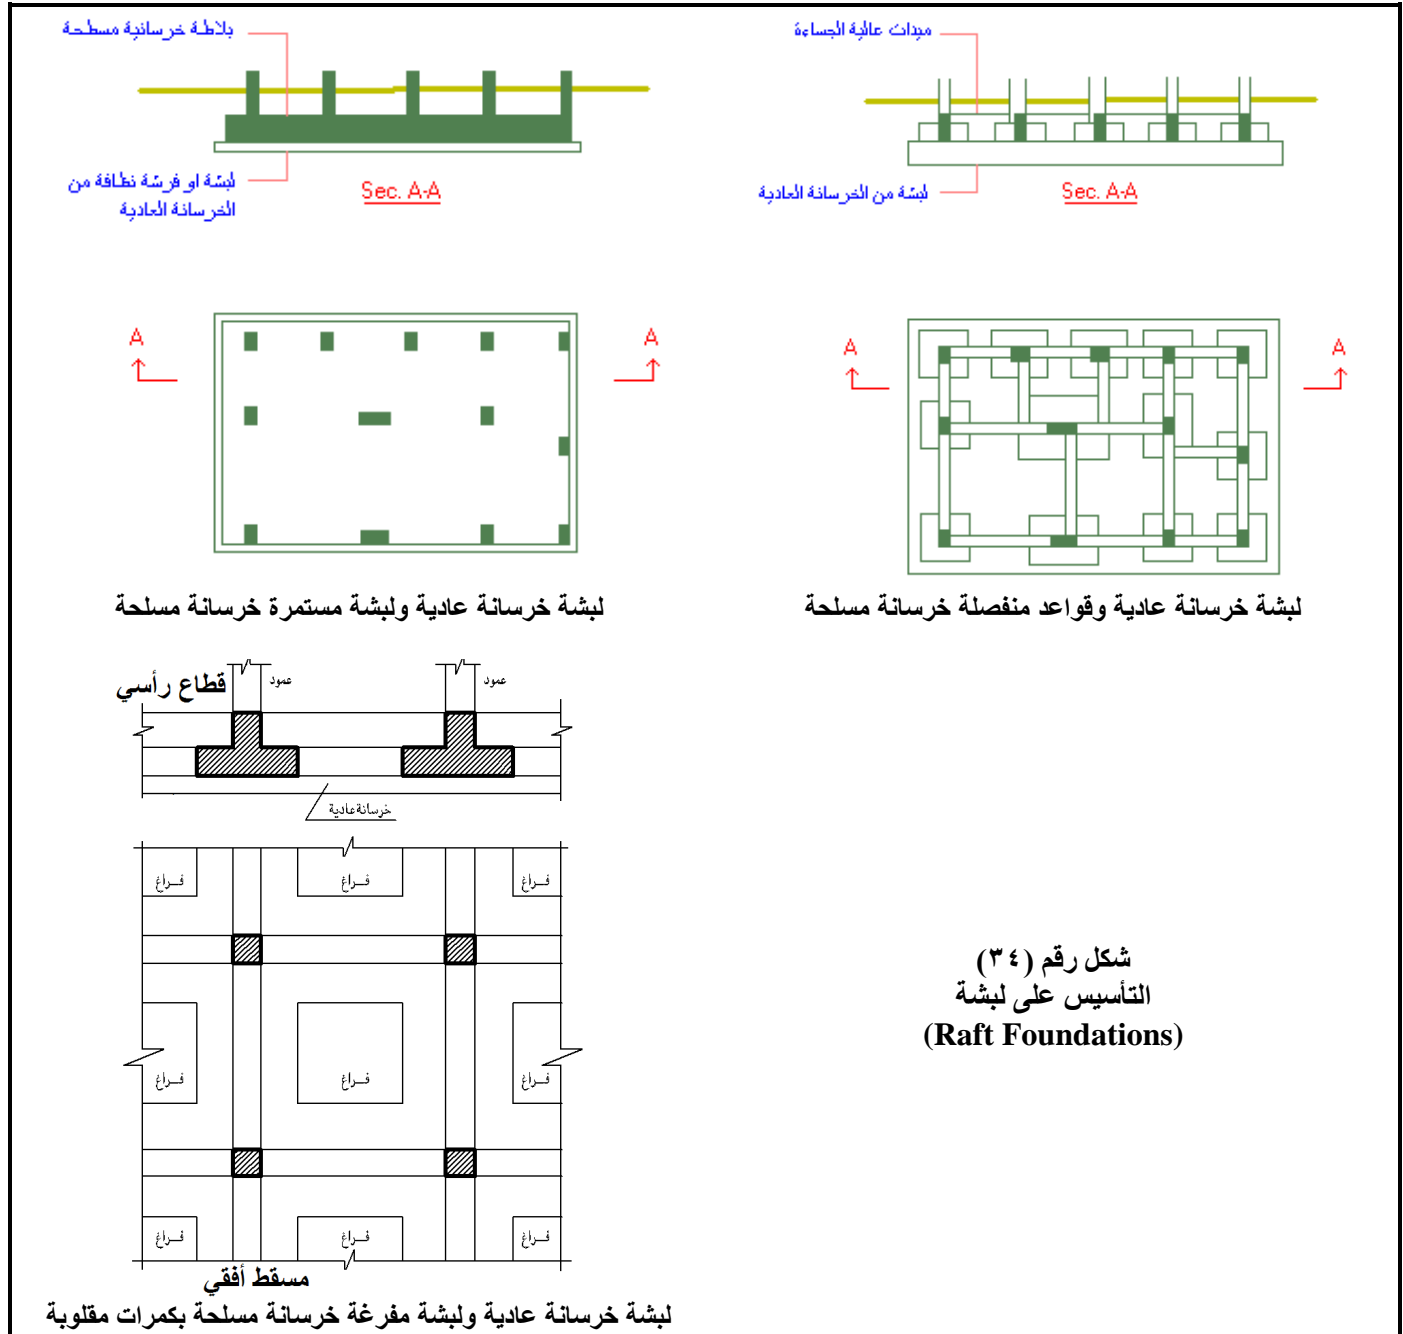 ميدات عالية الجساءة
لبشة من الخرسانة العادية
Sec. A-A
A
A
لبشة خرسانة عادية وقواعد منفصلة خرسانة مسلحة
بلاطة خرسانية مسطحة
لبشة او فرشة نظافة من
الخرسانة العادية
Sec. A-A
A
A
لبشة خرسانة عادية ولبشة مستمرة خرسانة مسلحة
قطاع رأسي
عمود
عمود
خرسانة عادية
فراغ
فراغ
فراغ
فراغ
فراغ
فراغ
فراغ
فراغ
فراغ
مسقط أفقي
لبشة خرسانة عادية ولبشة مفرغة خرسانة مسلحة بكمرات مقلوبة
شكل رقم (٣٤)
التأسيس على لبشة
(Raft Foundations)